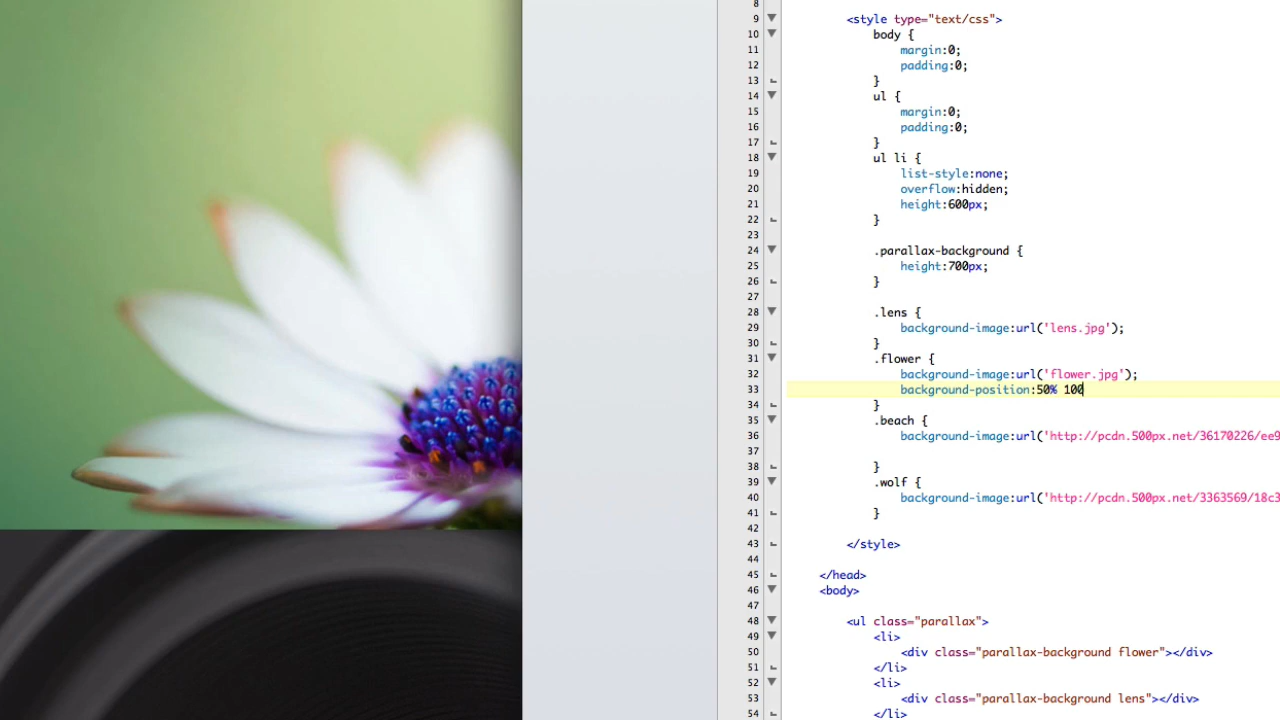 8
9 <style type="text/css">
10 body {
11 margin:0;
12 padding:0;
13 }
14 ul {
15 margin:0;
16 padding:0;
17 }
18 ul li {
19 list-style:none;
20 overflow:hidden;
21 height:600px;
22 }
23
24 .parallax-background {
25 height:700px;
26 }
27
28 .lens {
29 background-image:url('lens.jpg');
30 }
31 .flower {
32 background-image:url('flower.jpg');
33 background-position:50% 100
34 }
35 .beach {
36 background-image:url('http://pcdn.500px.net/36170226/ee9
37
38 }
39 .wolf {
40 background-image:url('http://pcdn.500px.net/3363569/18c3
41 }
42
43 </style>
44
45 </head>
46 <body>
47
48 <ul class="parallax">
49 <li>
50 <div class="parallax-background flower"></div>
51 </li>
52 <li>
53 <div class="parallax-background lens"></div>
54 </li>